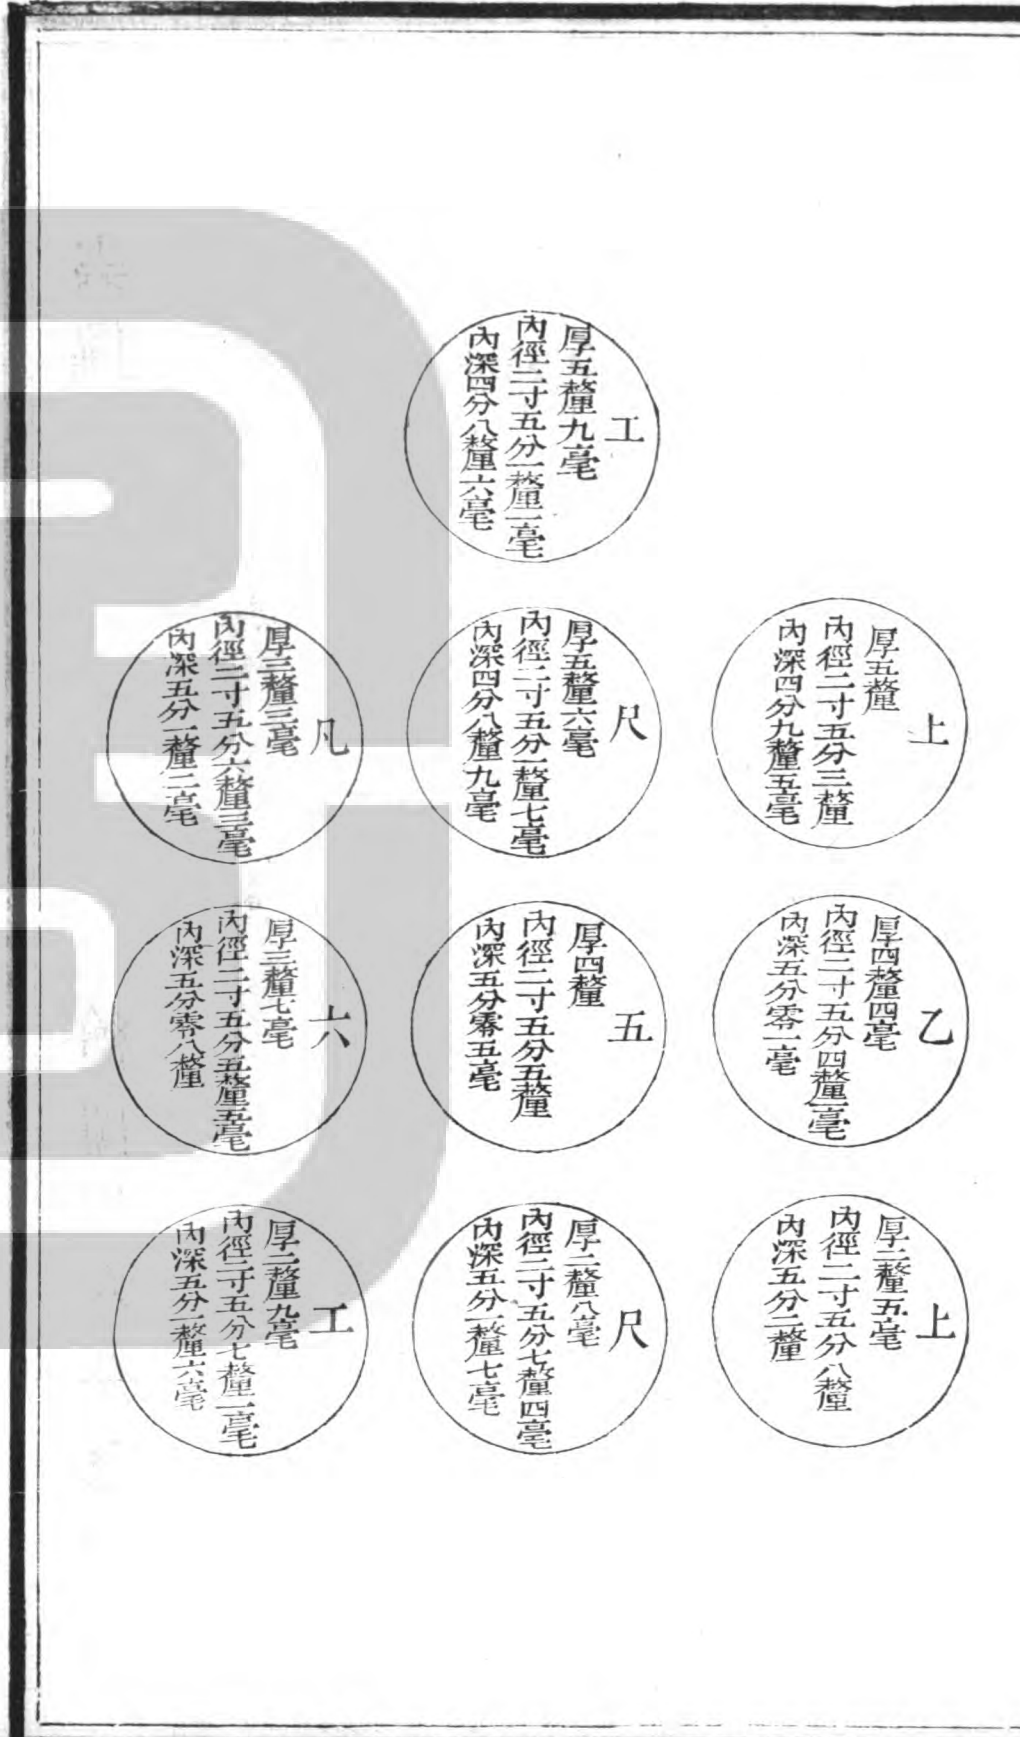 工
厚五釐九毫
內徑二寸五分一釐一毫
內深四分八釐六毫
上
厚五釐
內徑二寸五分三釐
內深四分九釐五毫
尺
厚五釐六毫
內徑二寸五分一釐七毫
內深四分八釐九毫
凡
厚三釐三毫
內徑二寸五分六釐三毫
內深五分一釐二毫
乙
厚四釐四毫
內徑二寸五分四釐二毫
內深五分零一毫
五
厚四釐
內徑二寸五分五釐
內深五分零五毫
六
厚三釐七毫
內徑二寸五分五釐五毫
內深五分零八釐
上
厚二釐五毫
內徑二寸五分八釐
內深五分二釐
尺
厚二釐八毫
內徑二寸五分七釐四毫
內深五分一釐七毫
工
厚二釐九毫
內徑二寸五分七釐一毫
內深五分一釐六毫